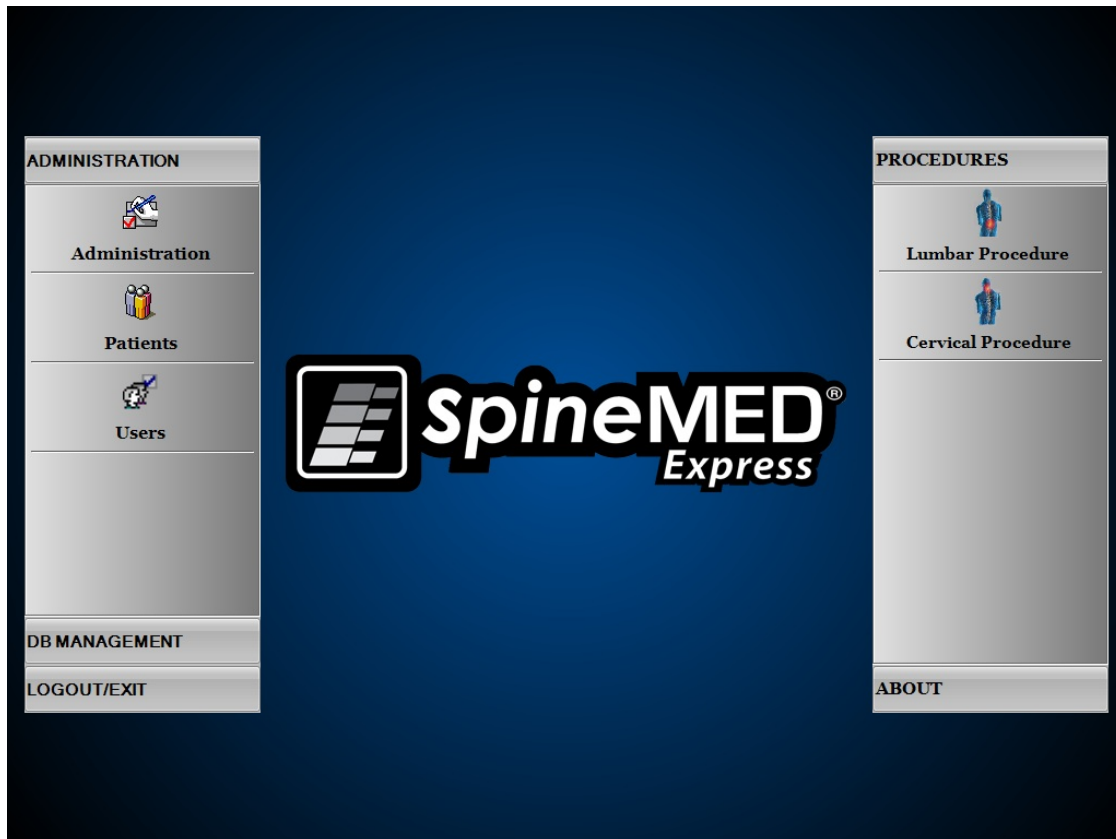 ADMINISTRATION
Administration
Patients
Users
DB MANAGEMENT
LOGOUT/EXIT
SpineMED®
Express
PROCEDURES
Lumbar Procedure
Cervical Procedure
ABOUT